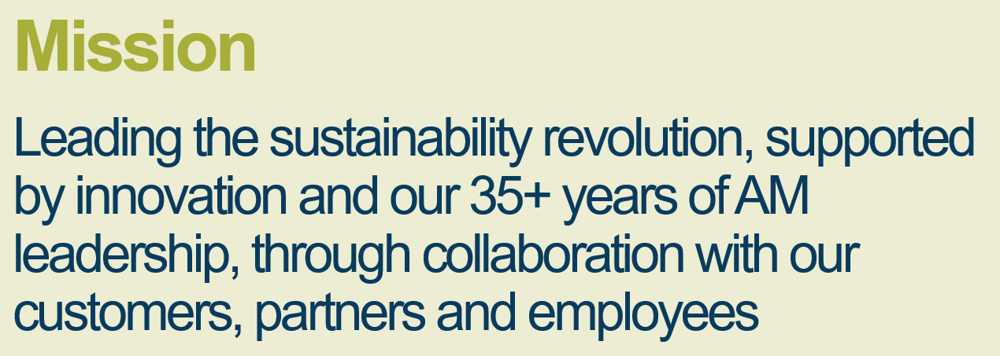 Mission
Leading the sustainability revolution, supported
by innovation and our 35+ years of AM
leadership, through collaboration with our
customers, partners and employees